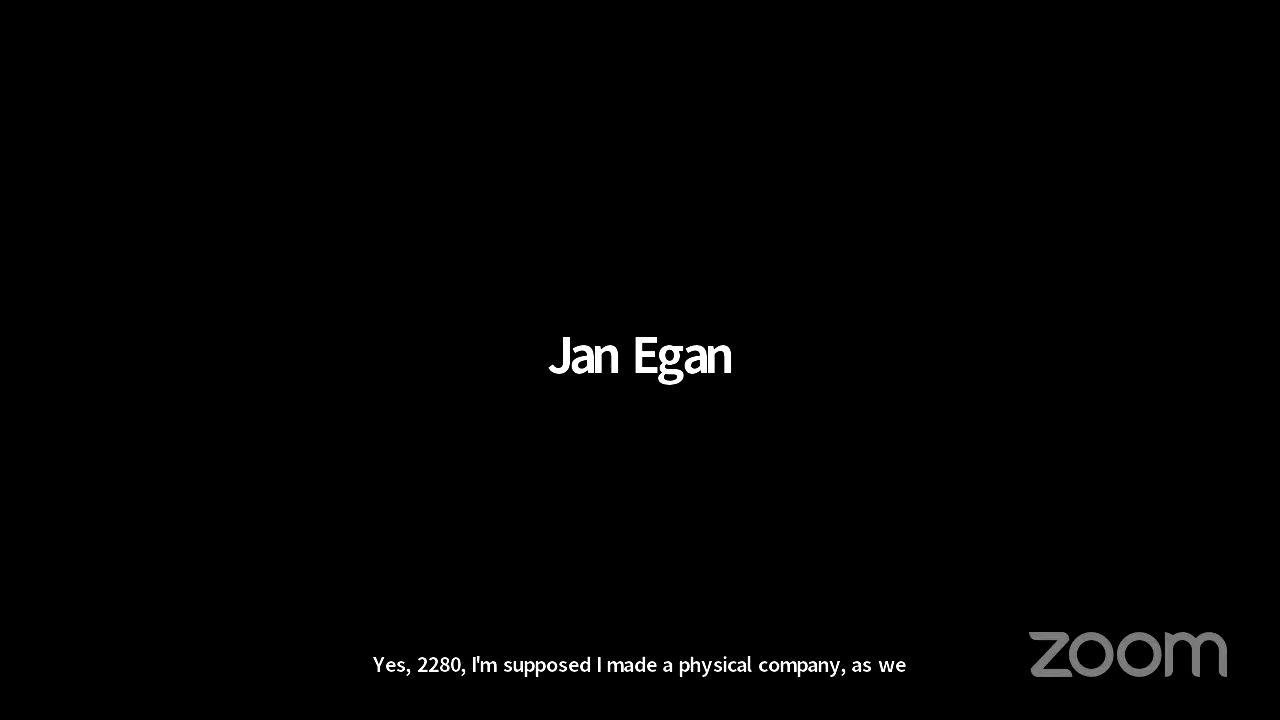 Jan Egan
Yes, 2280, I'm supposed I made a physical company, as we
zoom